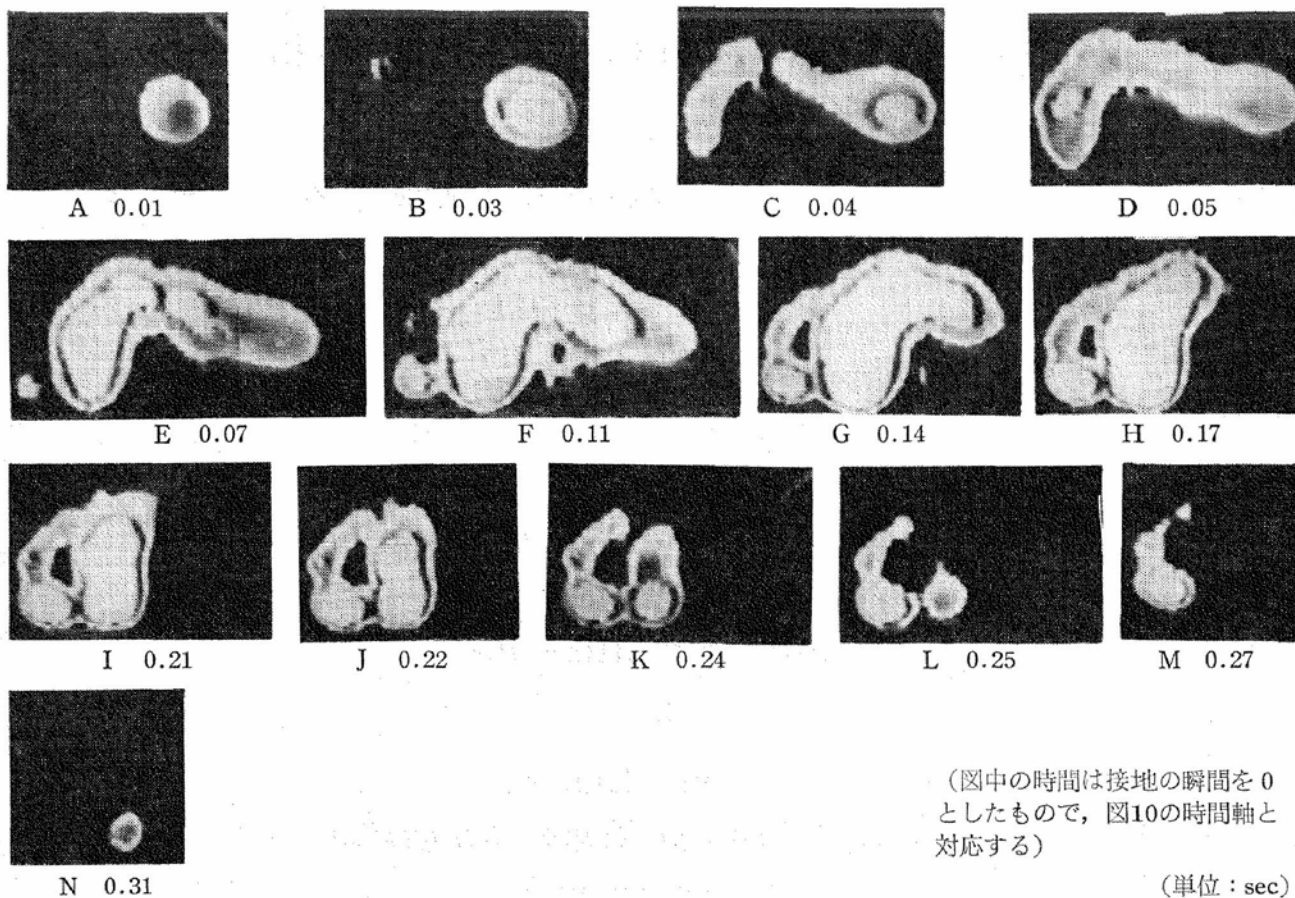 A 0.01
B 0.03
C 0.04
D 0.05
E 0.07
F 0.11
G 0.14
H 0.17
I 0.21
J 0.22
K 0.24
L 0.25
M 0.27
N 0.31
(図中の時間は接地の瞬間を0
としたもので,図10の時間軸と
対応する)
(単位:sec)